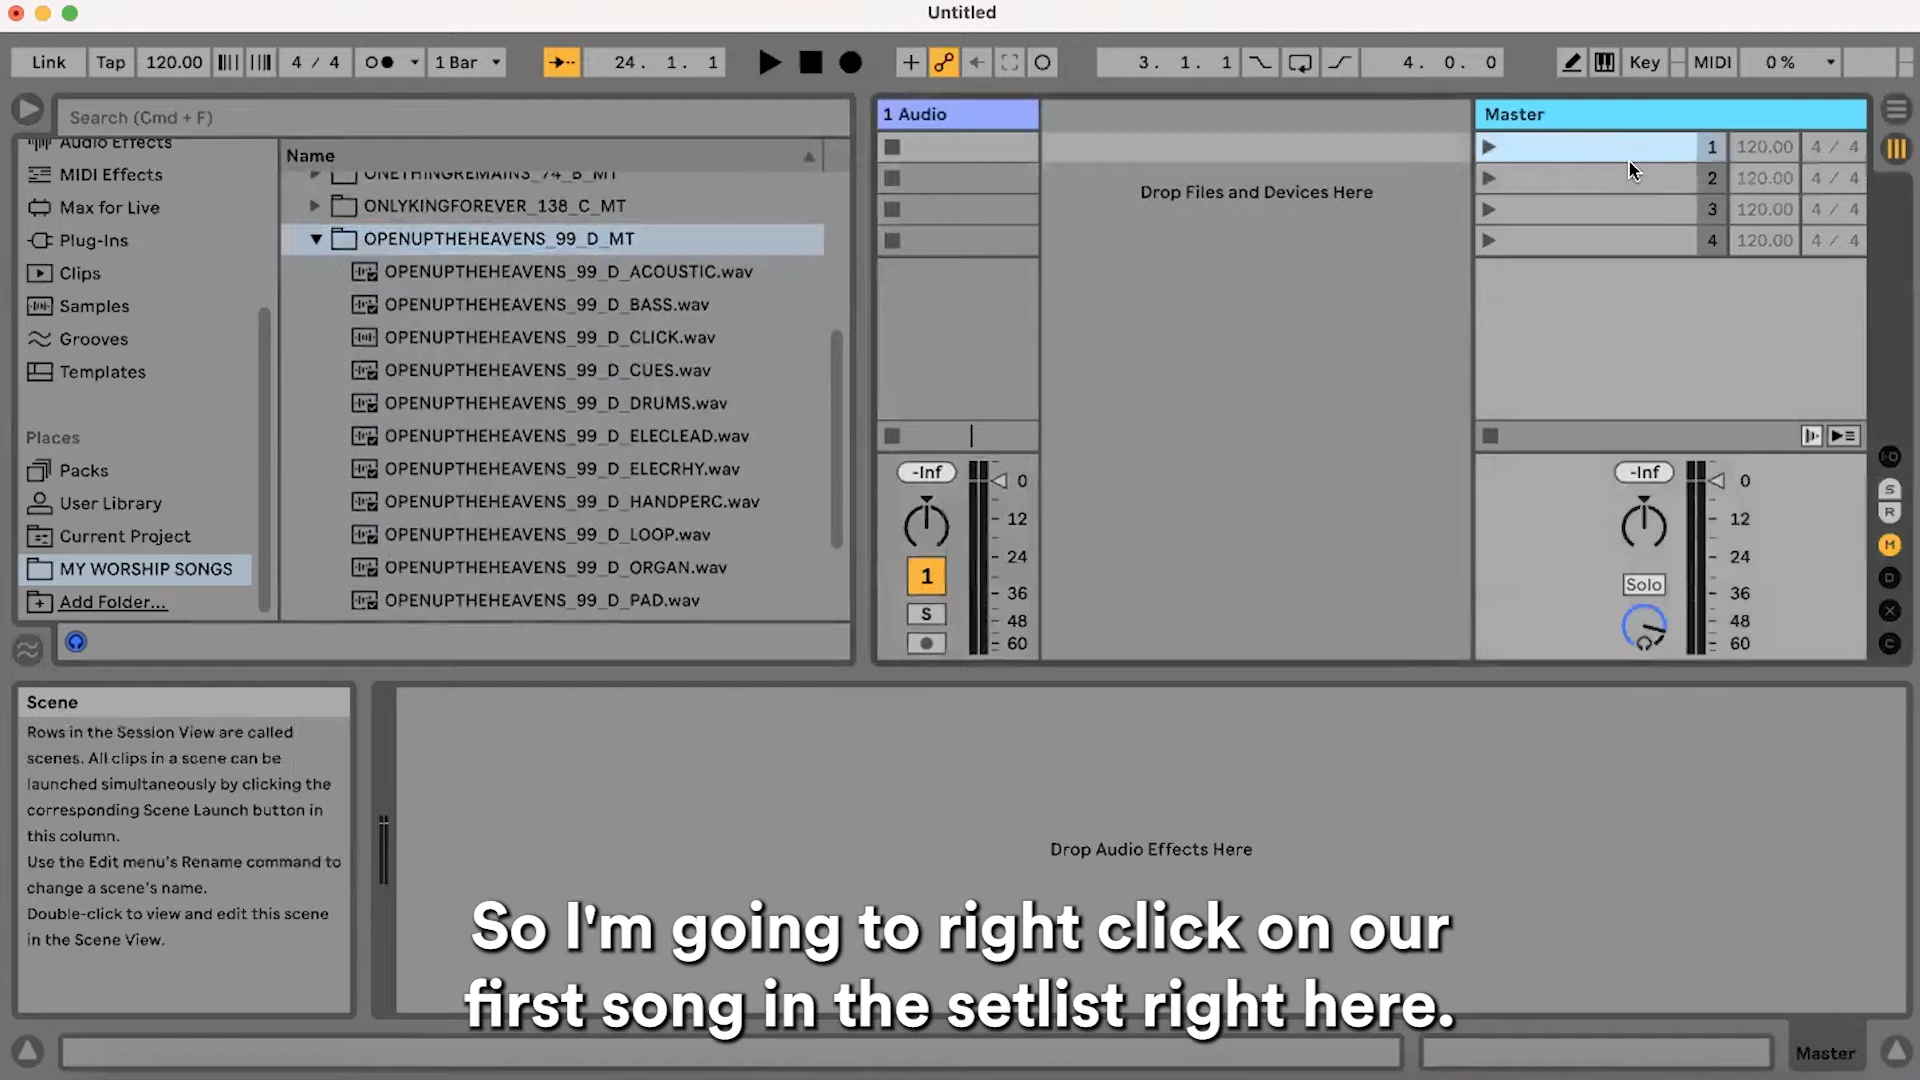 Untitled
Link Tap 120.00 4 / 4 1 Bar 24. 1. 1 3. 1. 1 4. 0. 0 Key MIDI 0 %
Search (Cmd + F)
Audio Effects
MIDI Effects
Max for Live
Plug-Ins
Clips
Samples
Grooves
Templates
Places
Packs
User Library
Current Project
MY WORSHIP SONGS
Add Folder...
Name
ONETHINGREMAINS_74_B_MT
ONLYKINGFOREVER_138_C_MT
OPENUPTHEHEAVENS_99_D_MT
OPENUPTHEHEAVENS_99_D_ACOUSTIC.wav
OPENUPTHEHEAVENS_99_D_BASS.wav
OPENUPTHEHEAVENS_99_D_CLICK.wav
OPENUPTHEHEAVENS_99_D_CUES.wav
OPENUPTHEHEAVENS_99_D_DRUMS.wav
OPENUPTHEHEAVENS_99_D_ELECLEAD.wav
OPENUPTHEHEAVENS_99_D_ELECRHY.wav
OPENUPTHEHEAVENS_99_D_HANDPERC.wav
OPENUPTHEHEAVENS_99_D_LOOP.wav
OPENUPTHEHEAVENS_99_D_ORGAN.wav
OPENUPTHEHEAVENS_99_D_PAD.wav
1 Audio
-Inf
0
12
24
1
36
S
48
60
Drop Files and Devices Here
Master
1 120.00 4 / 4
2 120.00 4 / 4
3 120.00 4 / 4
4 120.00 4 / 4
-Inf
0
12
24
Solo
36
48
60
I-O
S
R
M
D
X
C
Scene
Rows in the Session View are called
scenes. All clips in a scene can be
launched simultaneously by clicking the
corresponding Scene Launch button in
this column.
Use the Edit menu's Rename command to
change a scene's name.
Double-click to view and edit this scene
in the Scene View.
Drop Audio Effects Here
So I'm going to right click on our
first song in the setlist right here.
Master